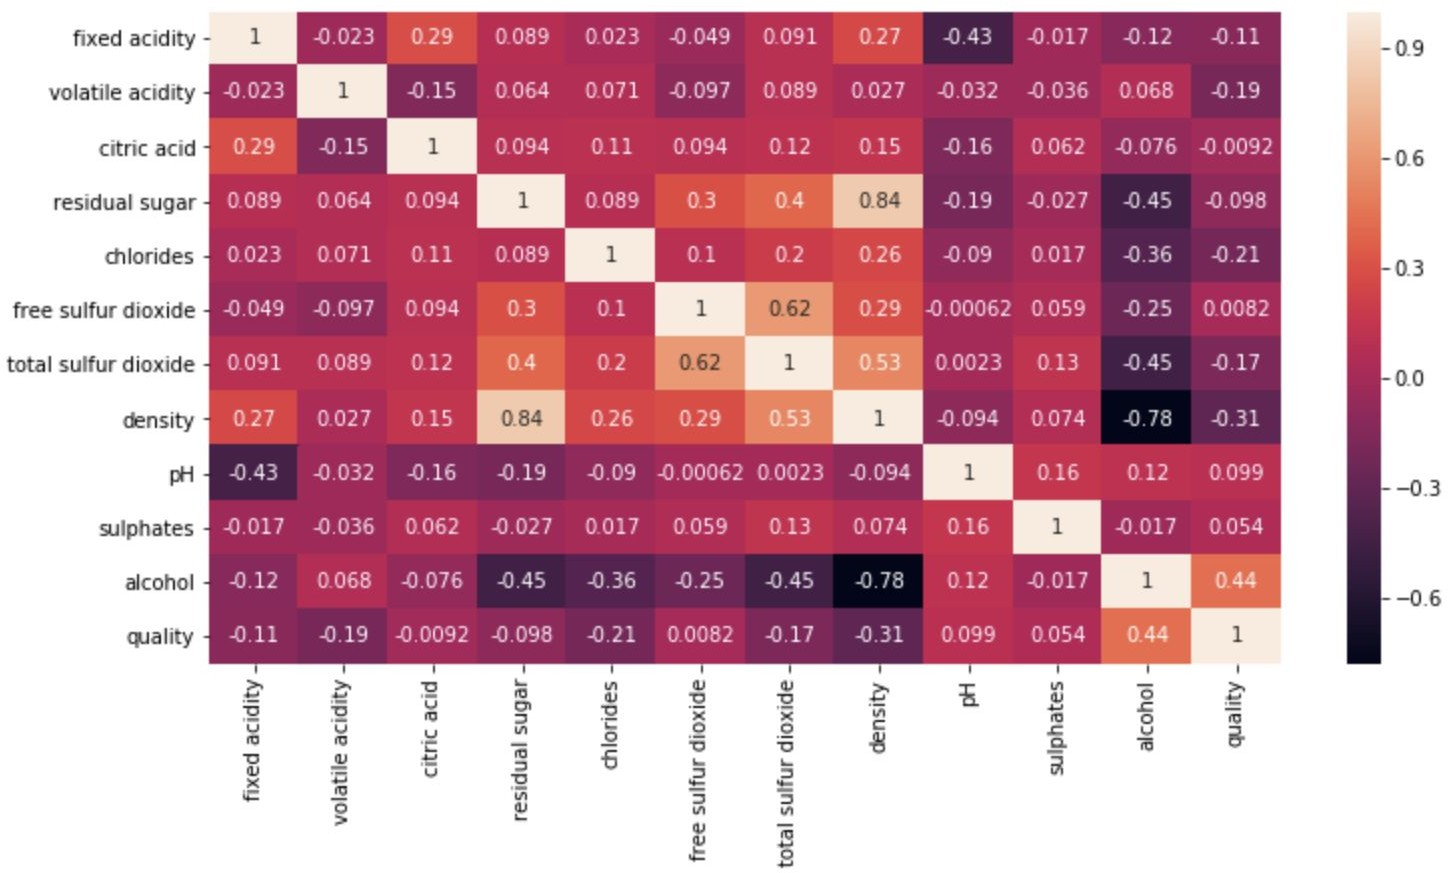 fixed acidity 1 -0.023 0.29 0.089 0.023 -0.049 0.091 0.27 -0.43 -0.017 -0.12 -0.11
volatile acidity -0.023 1 -0.15 0.064 0.071 -0.097 0.089 0.027 -0.032 -0.036 0.068 -0.19
citric acid 0.29 -0.15 1 0.094 0.11 0.094 0.12 0.15 -0.16 0.062 -0.076 -0.0092
residual sugar 0.089 0.064 0.094 1 0.089 0.3 0.4 0.84 -0.19 -0.027 -0.45 -0.098
chlorides 0.023 0.071 0.11 0.089 1 0.1 0.2 0.26 -0.09 0.017 -0.36 -0.21
free sulfur dioxide -0.049 -0.097 0.094 0.3 0.1 1 0.62 0.29 -0.00062 0.059 -0.25 0.0082
total sulfur dioxide 0.091 0.089 0.12 0.4 0.2 0.62 1 0.53 0.0023 0.13 -0.45 -0.17
density 0.27 0.027 0.15 0.84 0.26 0.29 0.53 1 -0.094 0.074 -0.78 -0.31
pH -0.43 -0.032 -0.16 -0.19 -0.09 -0.00062 0.0023 -0.094 1 0.16 0.12 0.099
sulphates -0.017 -0.036 0.062 -0.027 0.017 0.059 0.13 0.074 0.16 1 -0.017 0.054
alcohol -0.12 0.068 -0.076 -0.45 -0.36 -0.25 -0.45 -0.78 0.12 -0.017 1 0.44
quality -0.11 -0.19 -0.0092 -0.098 -0.21 0.0082 -0.17 -0.31 0.099 0.054 0.44 1
fixed acidity
volatile acidity
citric acid
residual sugar
chlorides
free sulfur dioxide
total sulfur dioxide
density
pH
sulphates
alcohol
quality
0.9
0.6
0.3
0.0
−0.3
−0.6